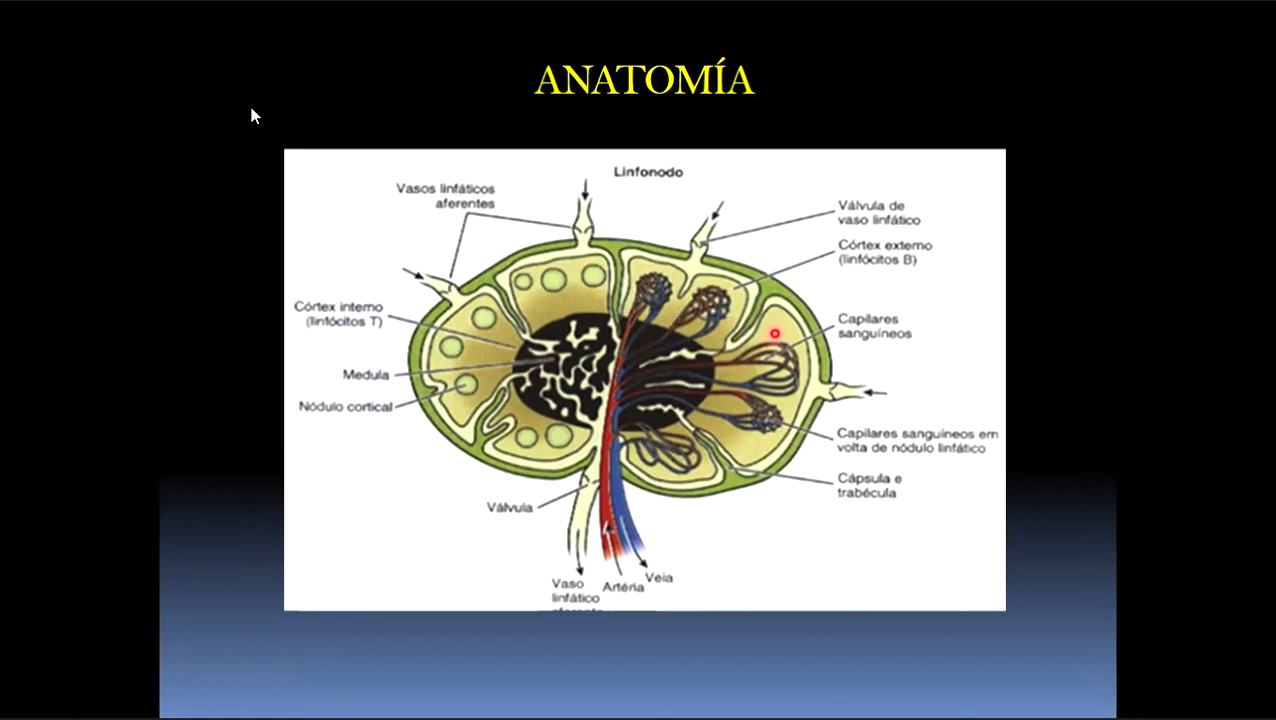 ANATOMÍA
Linfonodo
Vasos linfáticos
aferentes
Válvula de
vaso linfático
Córtex externo
(linfócitos B)
Córtex interno
(linfócitos T)
Capilares
sanguíneos
Medula
Nódulo cortical
Capilares sanguíneos em
volta de nódulo linfático
Cápsula e
trabécula
Válvula
Vaso
linfático
Artéria
Veia